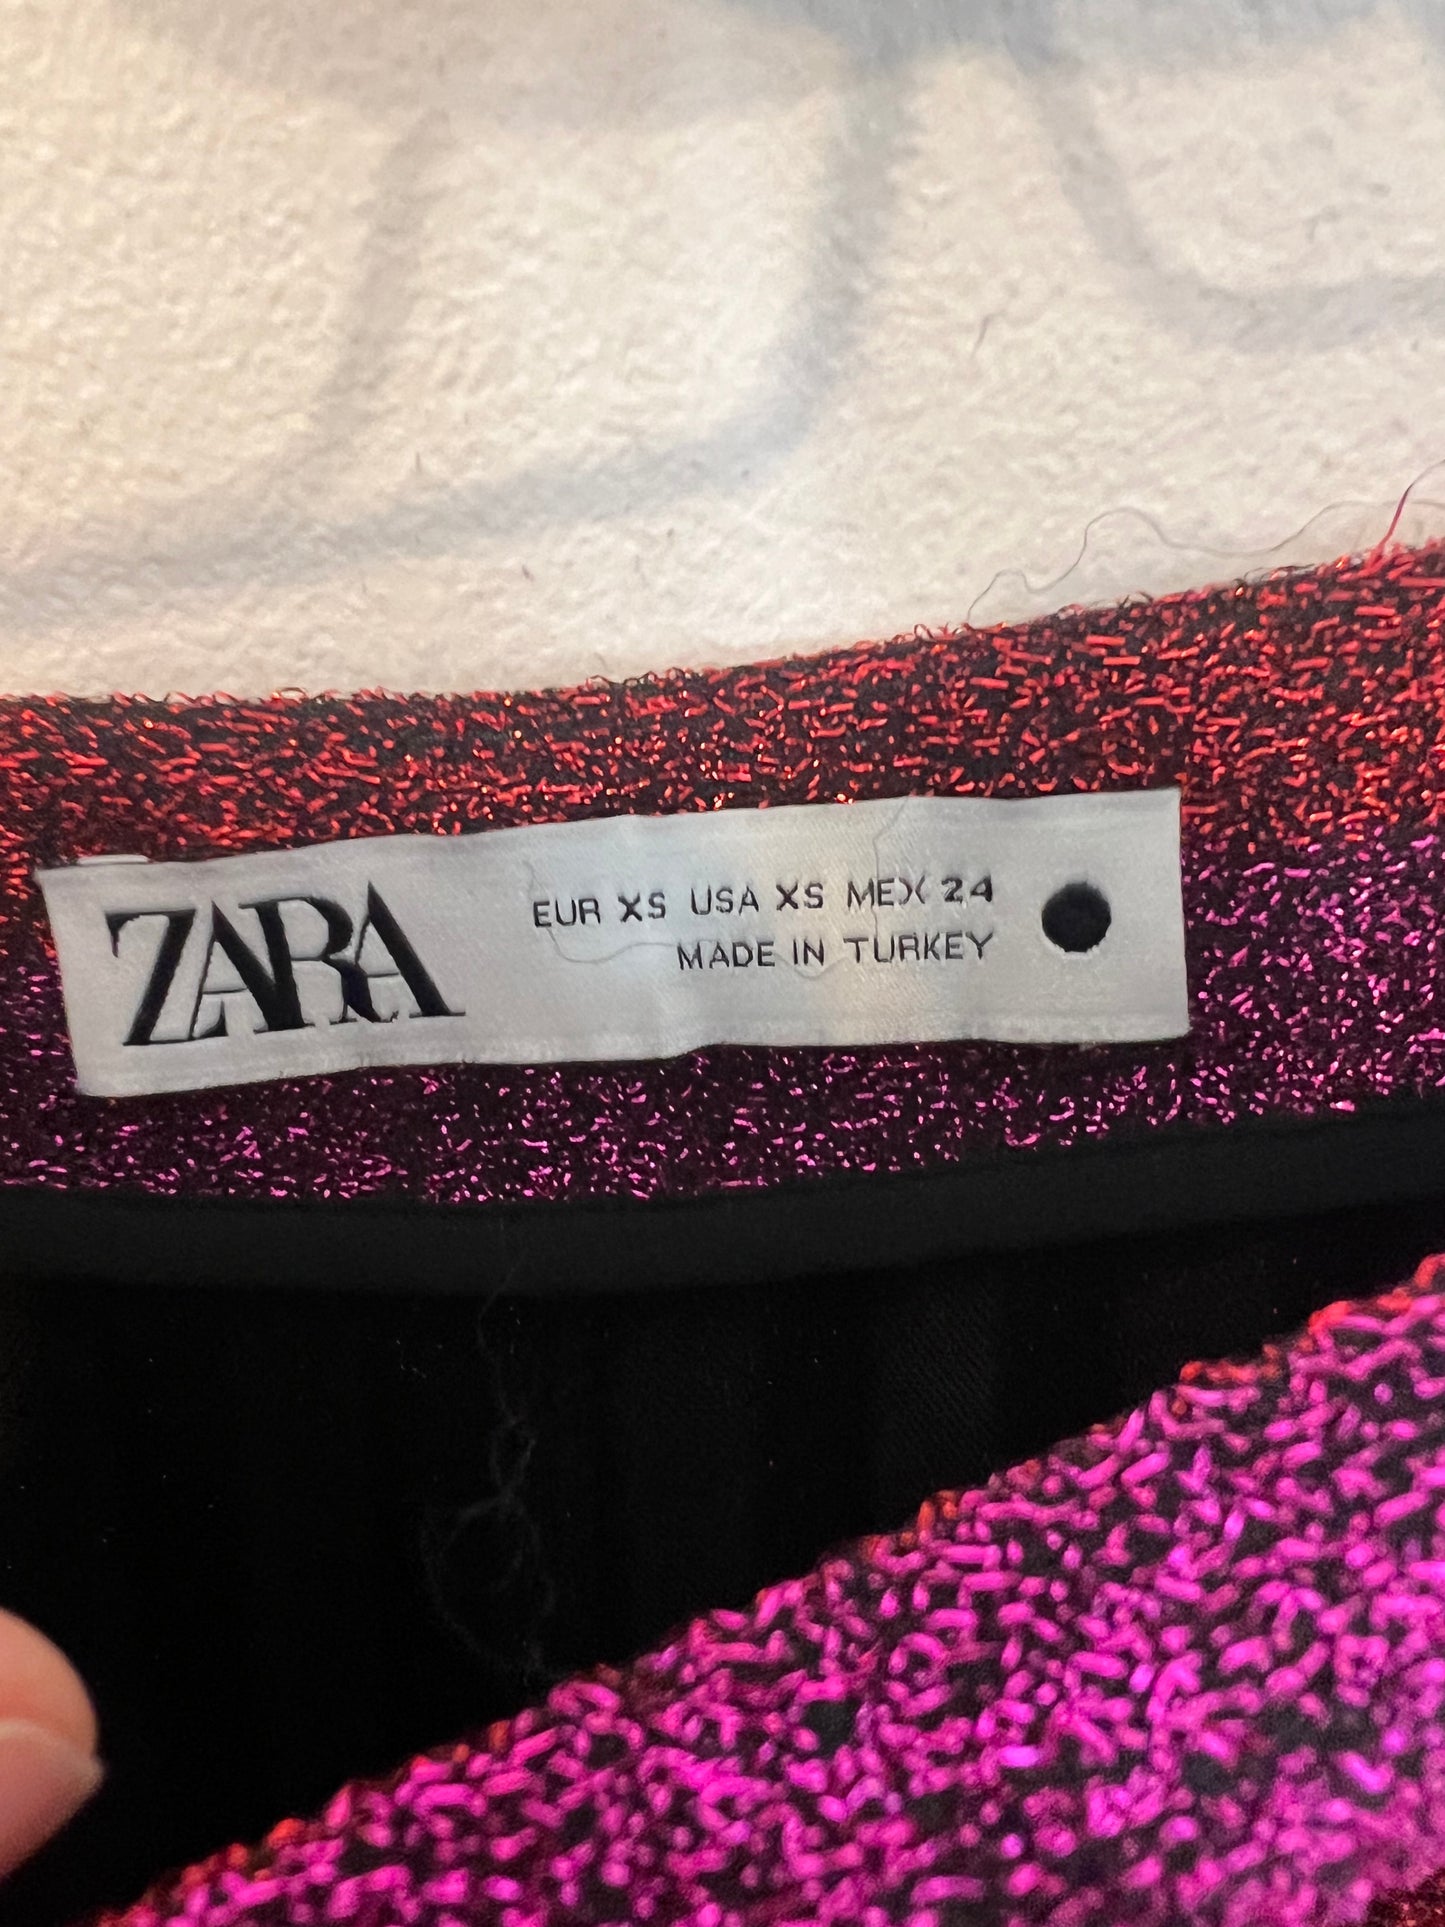 ZARA
EUR XS USA XS MEX 24
MADE IN TURKEY